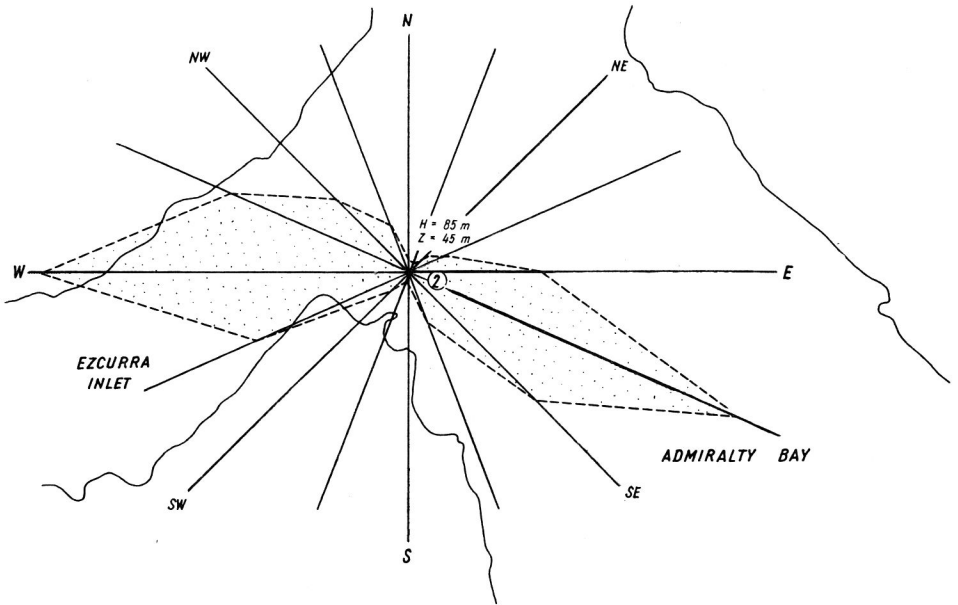 N
NW
NE
H = 85 m
Z = 45 m
W
E
2
EZCURRA
INLET
ADMIRALTY BAY
SW
SE
S